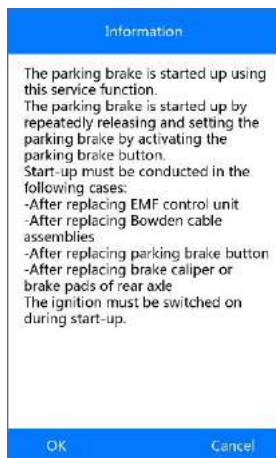 Information
The parking brake is started up using
this service function.
The parking brake is started up by
repeatedly releasing and setting the
parking brake by activating the
parking brake button.
Start-up must be conducted in the
following cases:
-After replacing EMF control unit
-After replacing Bowden cable
assemblies
-After replacing parking brake button
-After replacing brake caliper or
brake pads of rear axle
The ignition must be switched on
during start-up.
OK
Cancel